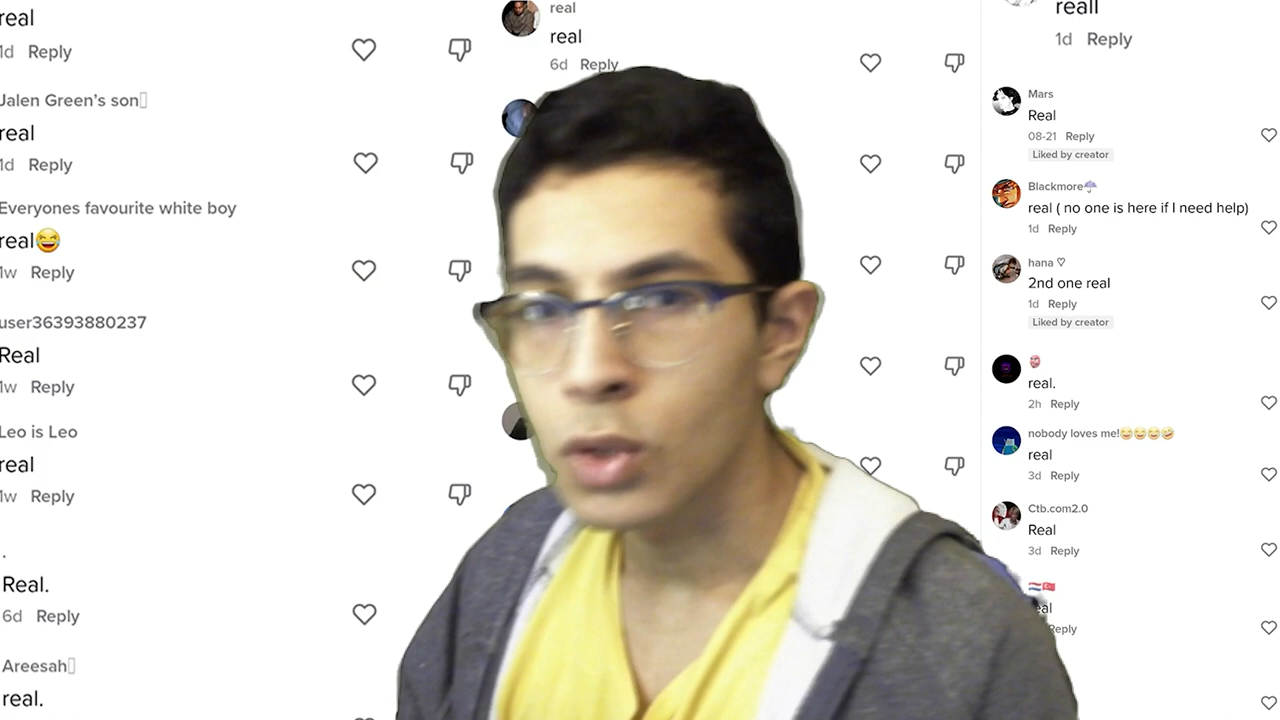 real
1d Reply
Jalen Green's son
real
1d Reply
Everyones favourite white boy
real😂
1w Reply
user36393880237
Real
1w Reply
Leo is Leo
real
1w Reply
.
Real.
6d Reply
Areesah
real.
real
real
6d Reply
reall
1d Reply
Mars
Real
08-21 Reply
Liked by creator
Blackmore☂️
real ( no one is here if I need help)
1d Reply
hana ♡
2nd one real
1d Reply
Liked by creator
real.
2h Reply
nobody loves me!😂😂😂🤣
real
3d Reply
Ctb.com2.0
Real
3d Reply
🇳🇱🇹🇷
eal
Reply